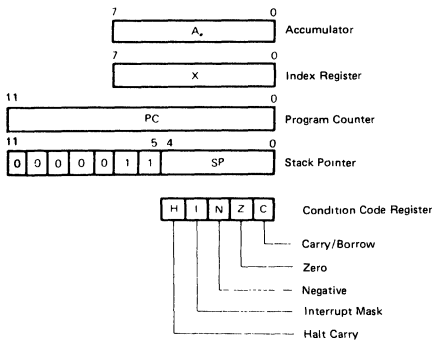 7 0
A. Accumulator
7 0
X Index Register
11 0
PC Program Counter
11 5 4 0
0 0 0 0 0 1 1 SP Stack Pointer
H I N Z C Condition Code Register
Carry/Borrow
Zero
Negative
Interrupt Mask
Halt Carry